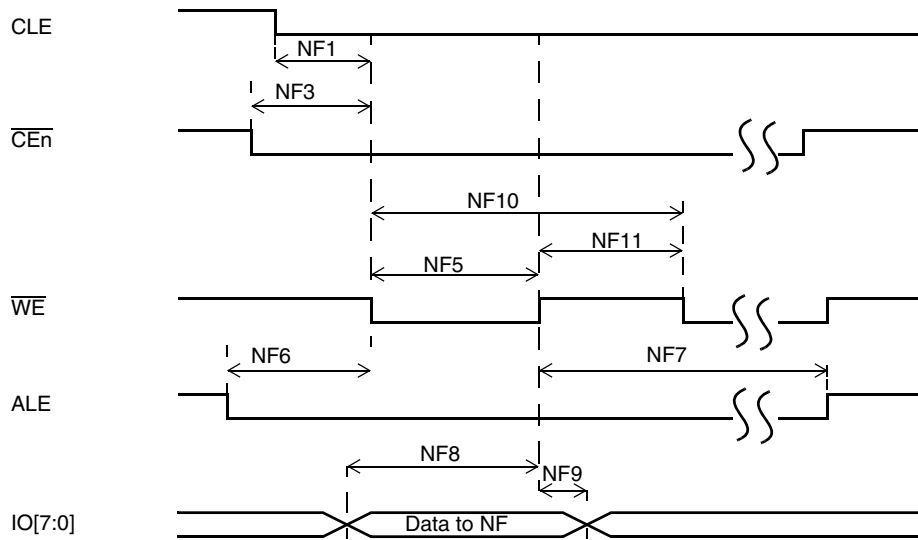 CLE
NF1
NF3
CEn
NF10
NF11
NF5
WE
NF6
NF7
ALE
NF8
NF9
IO[7:0]
Data to NF